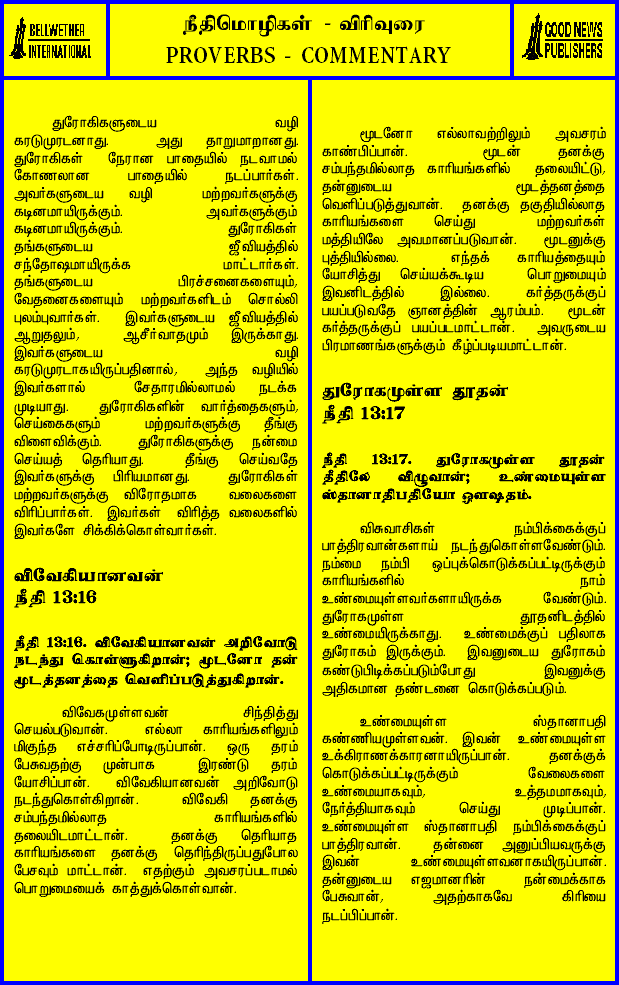 BELLWETHER
INTERNATIONAL
நீதிமொழிகள் - விரிவுரை
PROVERBS - COMMENTARY
GOOD NEWS
PUBLISHERS
துரோகிகளுடைய வழி
கரடுமுரடானது. அது தாறுமாறானது.
துரோகிகள் நேரான பாதையில் நடவாமல்
கோணலான பாதையில் நடப்பார்கள்.
அவர்களுடைய வழி மற்றவர்களுக்கு
கடினமாயிருக்கும். அவர்களுக்கும்
கடினமாயிருக்கும். துரோகிகள்
தங்களுடைய ஜீவியத்தில்
சந்தோஷமாயிருக்க மாட்டார்கள்.
தங்களுடைய பிரச்சனைகளையும்,
வேதனைகளையும் மற்றவர்களிடம் சொல்லி
புலம்புவார்கள். இவர்களுடைய ஜீவியத்தில்
ஆறுதலும், ஆசீர்வாதமும் இருக்காது.
இவர்களுடைய வழி
கரடுமுரடாகயிருப்பதினால், அந்த வழியில்
இவர்களால் சேதாரமில்லாமல் நடக்க
முடியாது. துரோகிகளின் வார்த்தைகளும்,
செய்கைகளும் மற்றவர்களுக்கு தீங்கு
விளைவிக்கும். துரோகிகளுக்கு நன்மை
செய்யத் தெரியாது. தீங்கு செய்வதே
இவர்களுக்கு பிரியமானது. துரோகிகள்
மற்றவர்களுக்கு விரோதமாக வலைகளை
விரிப்பார்கள். இவர்கள் விரித்த வலைகளில்
இவர்களே சிக்கிக்கொள்வார்கள்.
விவேகியானவன்
நீதி 13:16
நீதி 13:16. விவேகியானவன் அறிவோடு
நடந்து கொள்ளுகிறான்; மூடனோ தன்
மூடத்தனத்தை வெளிப்படுத்துகிறான்.
விவேகமுள்ளவன் சிந்தித்து
செயல்படுவான். எல்லா காரியங்களிலும்
மிகுந்த எச்சரிப்போடிருப்பான். ஒரு தரம்
பேசுவதற்கு முன்பாக இரண்டு தரம்
யோசிப்பான். விவேகியானவன் அறிவோடு
நடந்துகொள்கிறான். விவேகி தனக்கு
சம்பந்தமில்லாத காரியங்களில்
தலையிடமாட்டான். தனக்கு தெரியாத
காரியங்களை தனக்கு தெரிந்திருப்பதுபோல
பேசவும் மாட்டான். எதற்கும் அவசரப்படாமல்
பொறுமையைக் காத்துக்கொள்வான்.
மூடனோ எல்லாவற்றிலும் அவசரம்
காண்பிப்பான். மூடன் தனக்கு
சம்பந்தமில்லாத காரியங்களில் தலையிட்டு,
தன்னுடைய மூடத்தனத்தை
வெளிப்படுத்துவான். தனக்கு தகுதியில்லாத
காரியங்களை செய்து மற்றவர்கள்
மத்தியிலே அவமானப்படுவான். மூடனுக்கு
புத்தியில்லை. எந்தக் காரியத்தையும்
யோசித்து செய்யக்கூடிய பொறுமையும்
இவனிடத்தில் இல்லை. கர்த்தருக்குப்
பயப்படுவதே ஞானத்தின் ஆரம்பம். மூடன்
கர்த்தருக்குப் பயப்படமாட்டான். அவருடைய
பிரமாணங்களுக்கும் கீழ்ப்படியமாட்டான்.
துரோகமுள்ள தூதன்
நீதி 13:17
நீதி 13:17. துரோகமுள்ள தூதன்
தீதிலே விழுவான்; உண்மையுள்ள
ஸ்தானாதிபதியோ ஔஷதம்.
விசுவாசிகள் நம்பிக்கைக்குப்
பாத்திரவான்களாய் நடந்துகொள்ளவேண்டும்.
நம்மை நம்பி ஒப்புக்கொடுக்கப்பட்டிருக்கும்
காரியங்களில் நாம்
உண்மையுள்ளவர்களாயிருக்க வேண்டும்.
துரோகமுள்ள தூதனிடத்தில்
உண்மையிருக்காது. உண்மைக்குப் பதிலாக
துரோகம் இருக்கும். இவனுடைய துரோகம்
கண்டுபிடிக்கப்படும்போது இவனுக்கு
அதிகமான தண்டனை கொடுக்கப்படும்.
உண்மையுள்ள ஸ்தானாபதி
கண்ணியமுள்ளவன். இவன் உண்மையுள்ள
உக்கிராணக்காரனாயிருப்பான். தனக்குக்
கொடுக்கப்பட்டிருக்கும் வேலைகளை
உண்மையாகவும், உத்தமமாகவும்,
நேர்த்தியாகவும் செய்து முடிப்பான்.
உண்மையுள்ள ஸ்தானாபதி நம்பிக்கைக்குப்
பாத்திரவான். தன்னை அனுப்பியவருக்கு
இவன் உண்மையுள்ளவனாகயிருப்பான்.
தன்னுடைய எஜமானரின் நன்மைக்காக
பேசுவான், அதற்காகவே கிரியை
நடப்பிப்பான்.